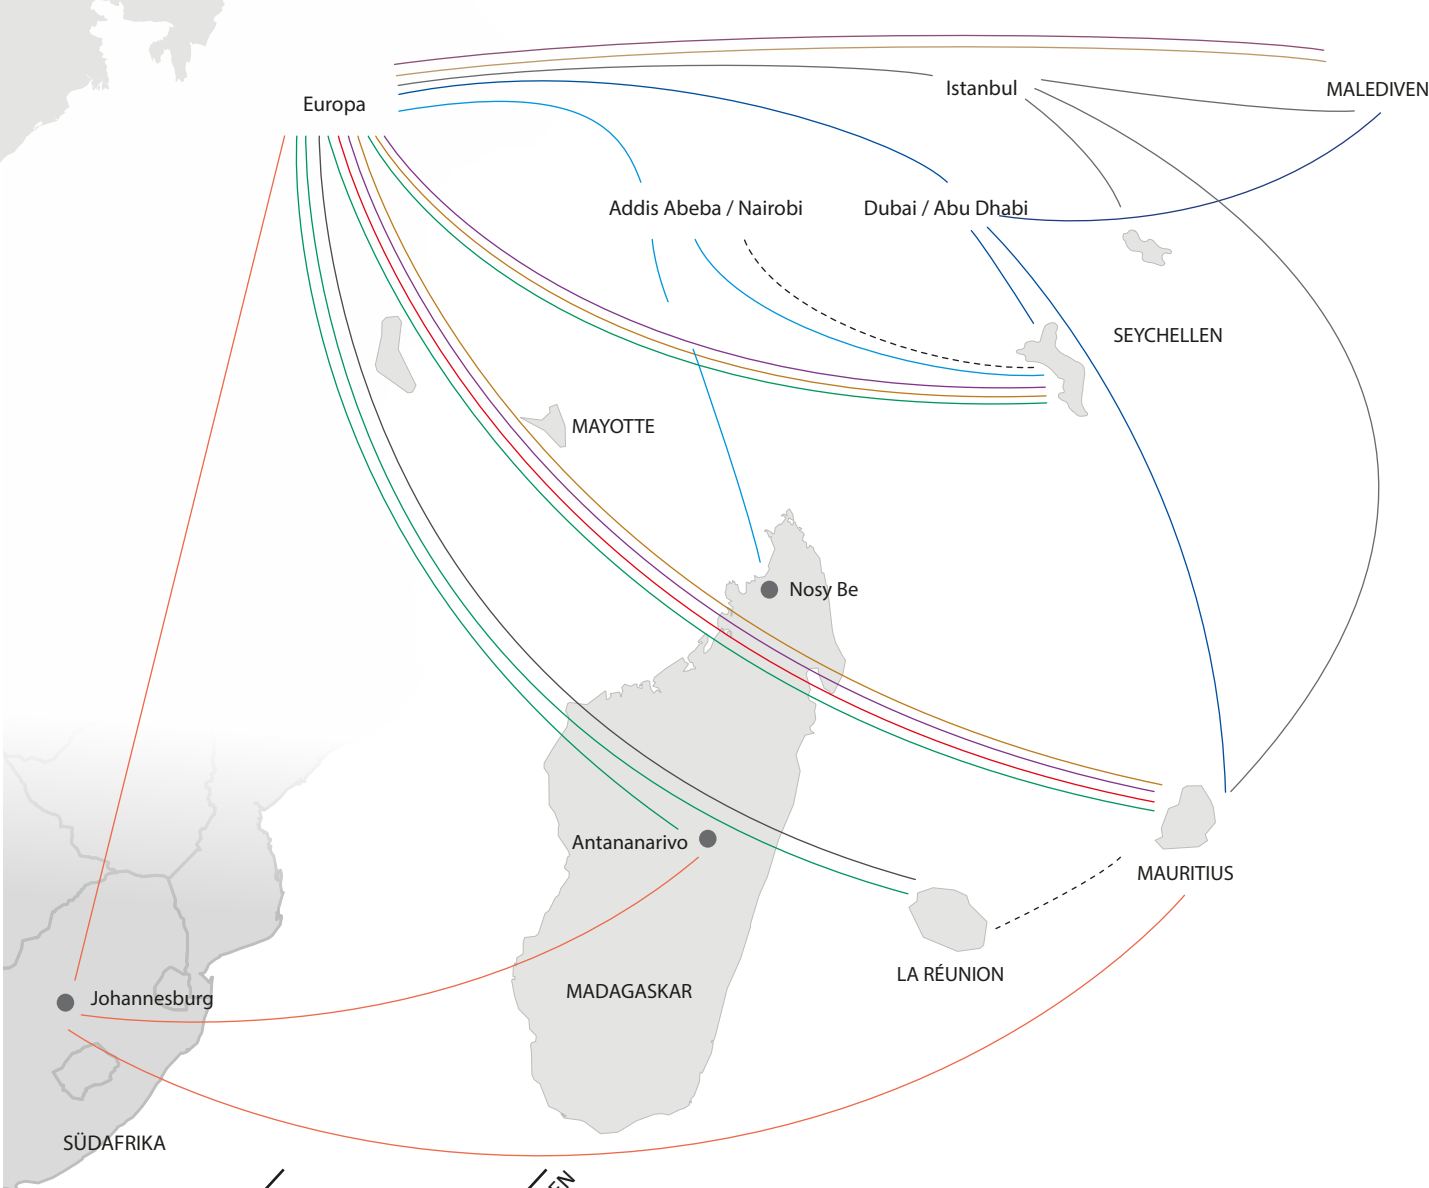 Europa
Istanbul
MALEDIVEN
Addis Abeba / Nairobi
Dubai / Abu Dhabi
SEYCHELLEN
MAYOTTE
Nosy Be
Antananarivo
MAURITIUS
LA RÉUNION
MADAGASKAR
Johannesburg
SÜDAFRIKA
EN